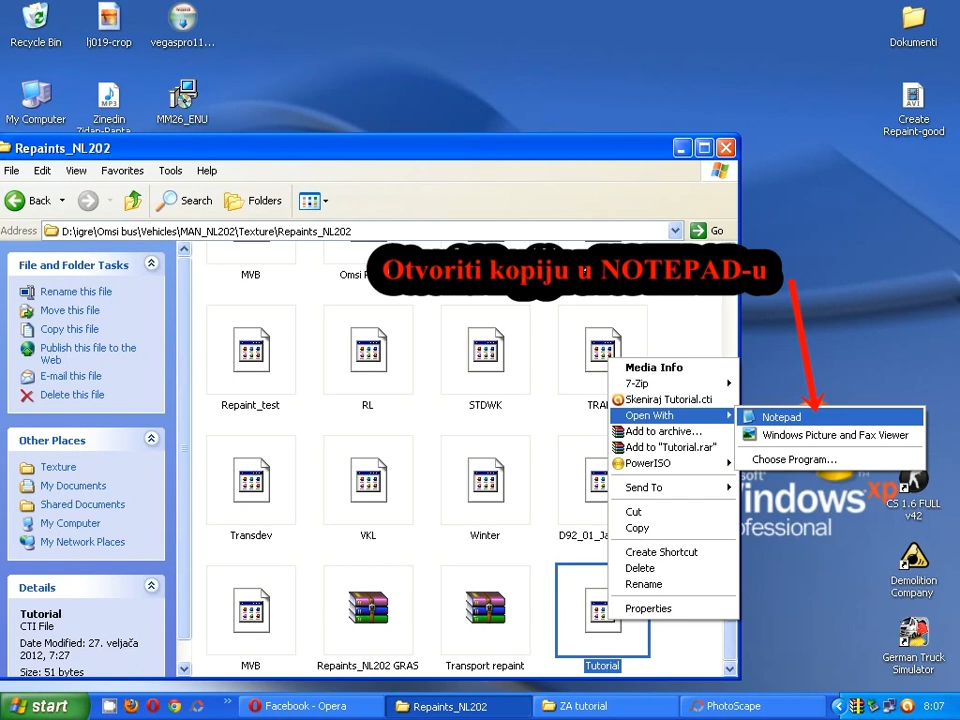 Recycle Bin
lj019-crop
vegaspro11...
Dokumenti
My Computer
MP3
Zinedin
Zidan-Panta...
MM26_ENU
AVI
Create
Repaint-good
Repaints_NL202
File Edit View Favorites Tools Help
Back Search Folders
Address D:\igre\Omsi bus\Vehicles\MAN_NL202\Texture\Repaints_NL202 Go
File and Folder Tasks
Rename this file
Move this file
Copy this file
Publish this file to the
Web
E-mail this file
Delete this file
Other Places
Texture
My Documents
Shared Documents
My Computer
My Network Places
Details
Tutorial
CTI File
Date Modified: 27. veljača
2012, 7:27
Size: 51 bytes
MVB
Otvoriti kopiju u NOTEPAD-u
Repaint_test
RL
STDWK
Transdev
VKL
Winter
MVB
Repaints_NL202 GRAS
Transport repaint
Tutorial
Media Info
7-Zip
Skeniraj Tutorial.cti
Open With
Add to archive...
Add to "Tutorial.rar"
PowerISO
Send To
Cut
Copy
Create Shortcut
Delete
Rename
Properties
Notepad
Windows Picture and Fax Viewer
Choose Program...
Windows xp
Professional
CS 1.6 FULL
v42
Demolition
Company
German Truck
Simulator
start
Facebook - Opera
Repaints_NL202
ZA tutorial
PhotoScape
8:07